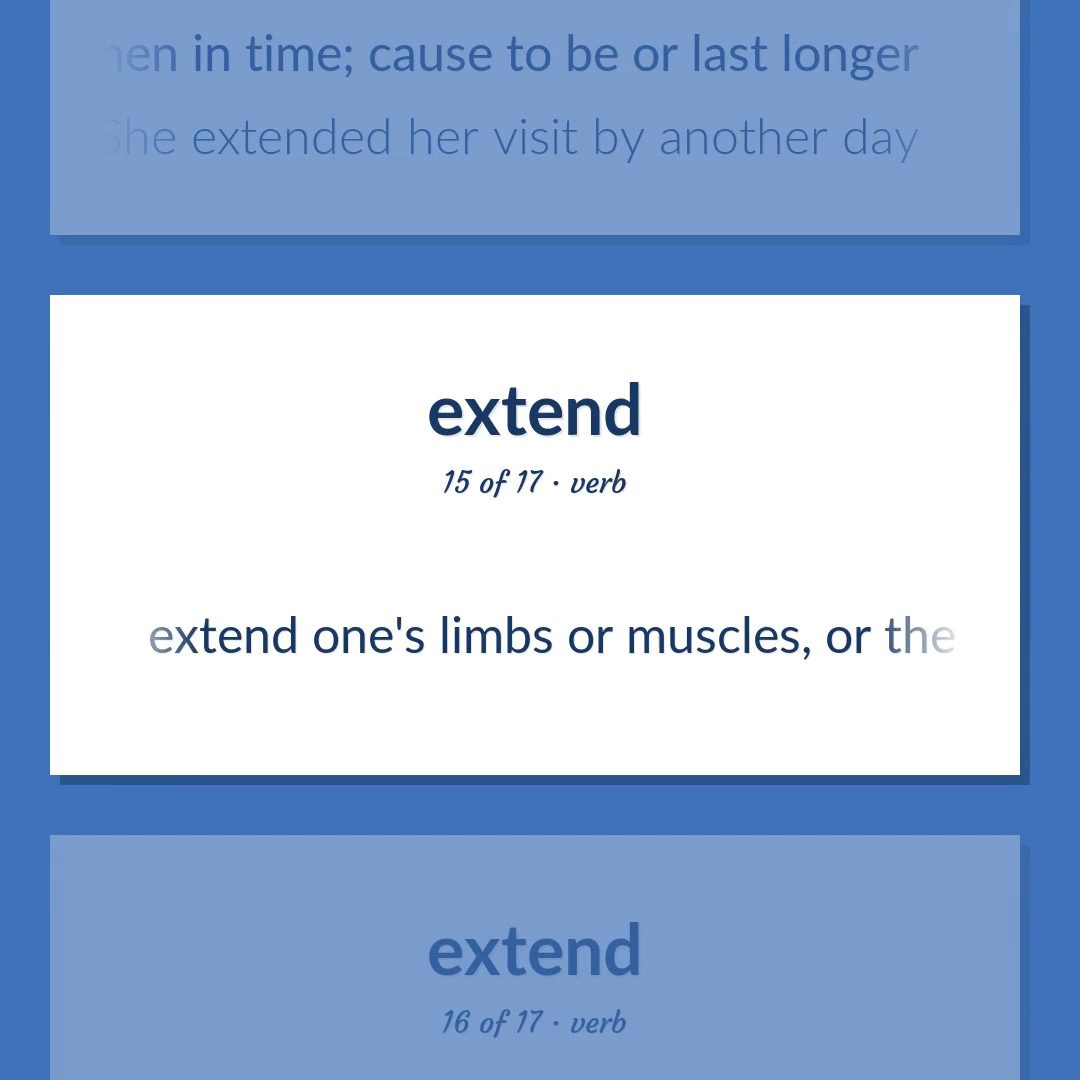 in time; cause to be or last longer
She extended her visit by another day
extend
15 of 17 · verb
extend one's limbs or muscles, or the
extend
16 of 17 · verb